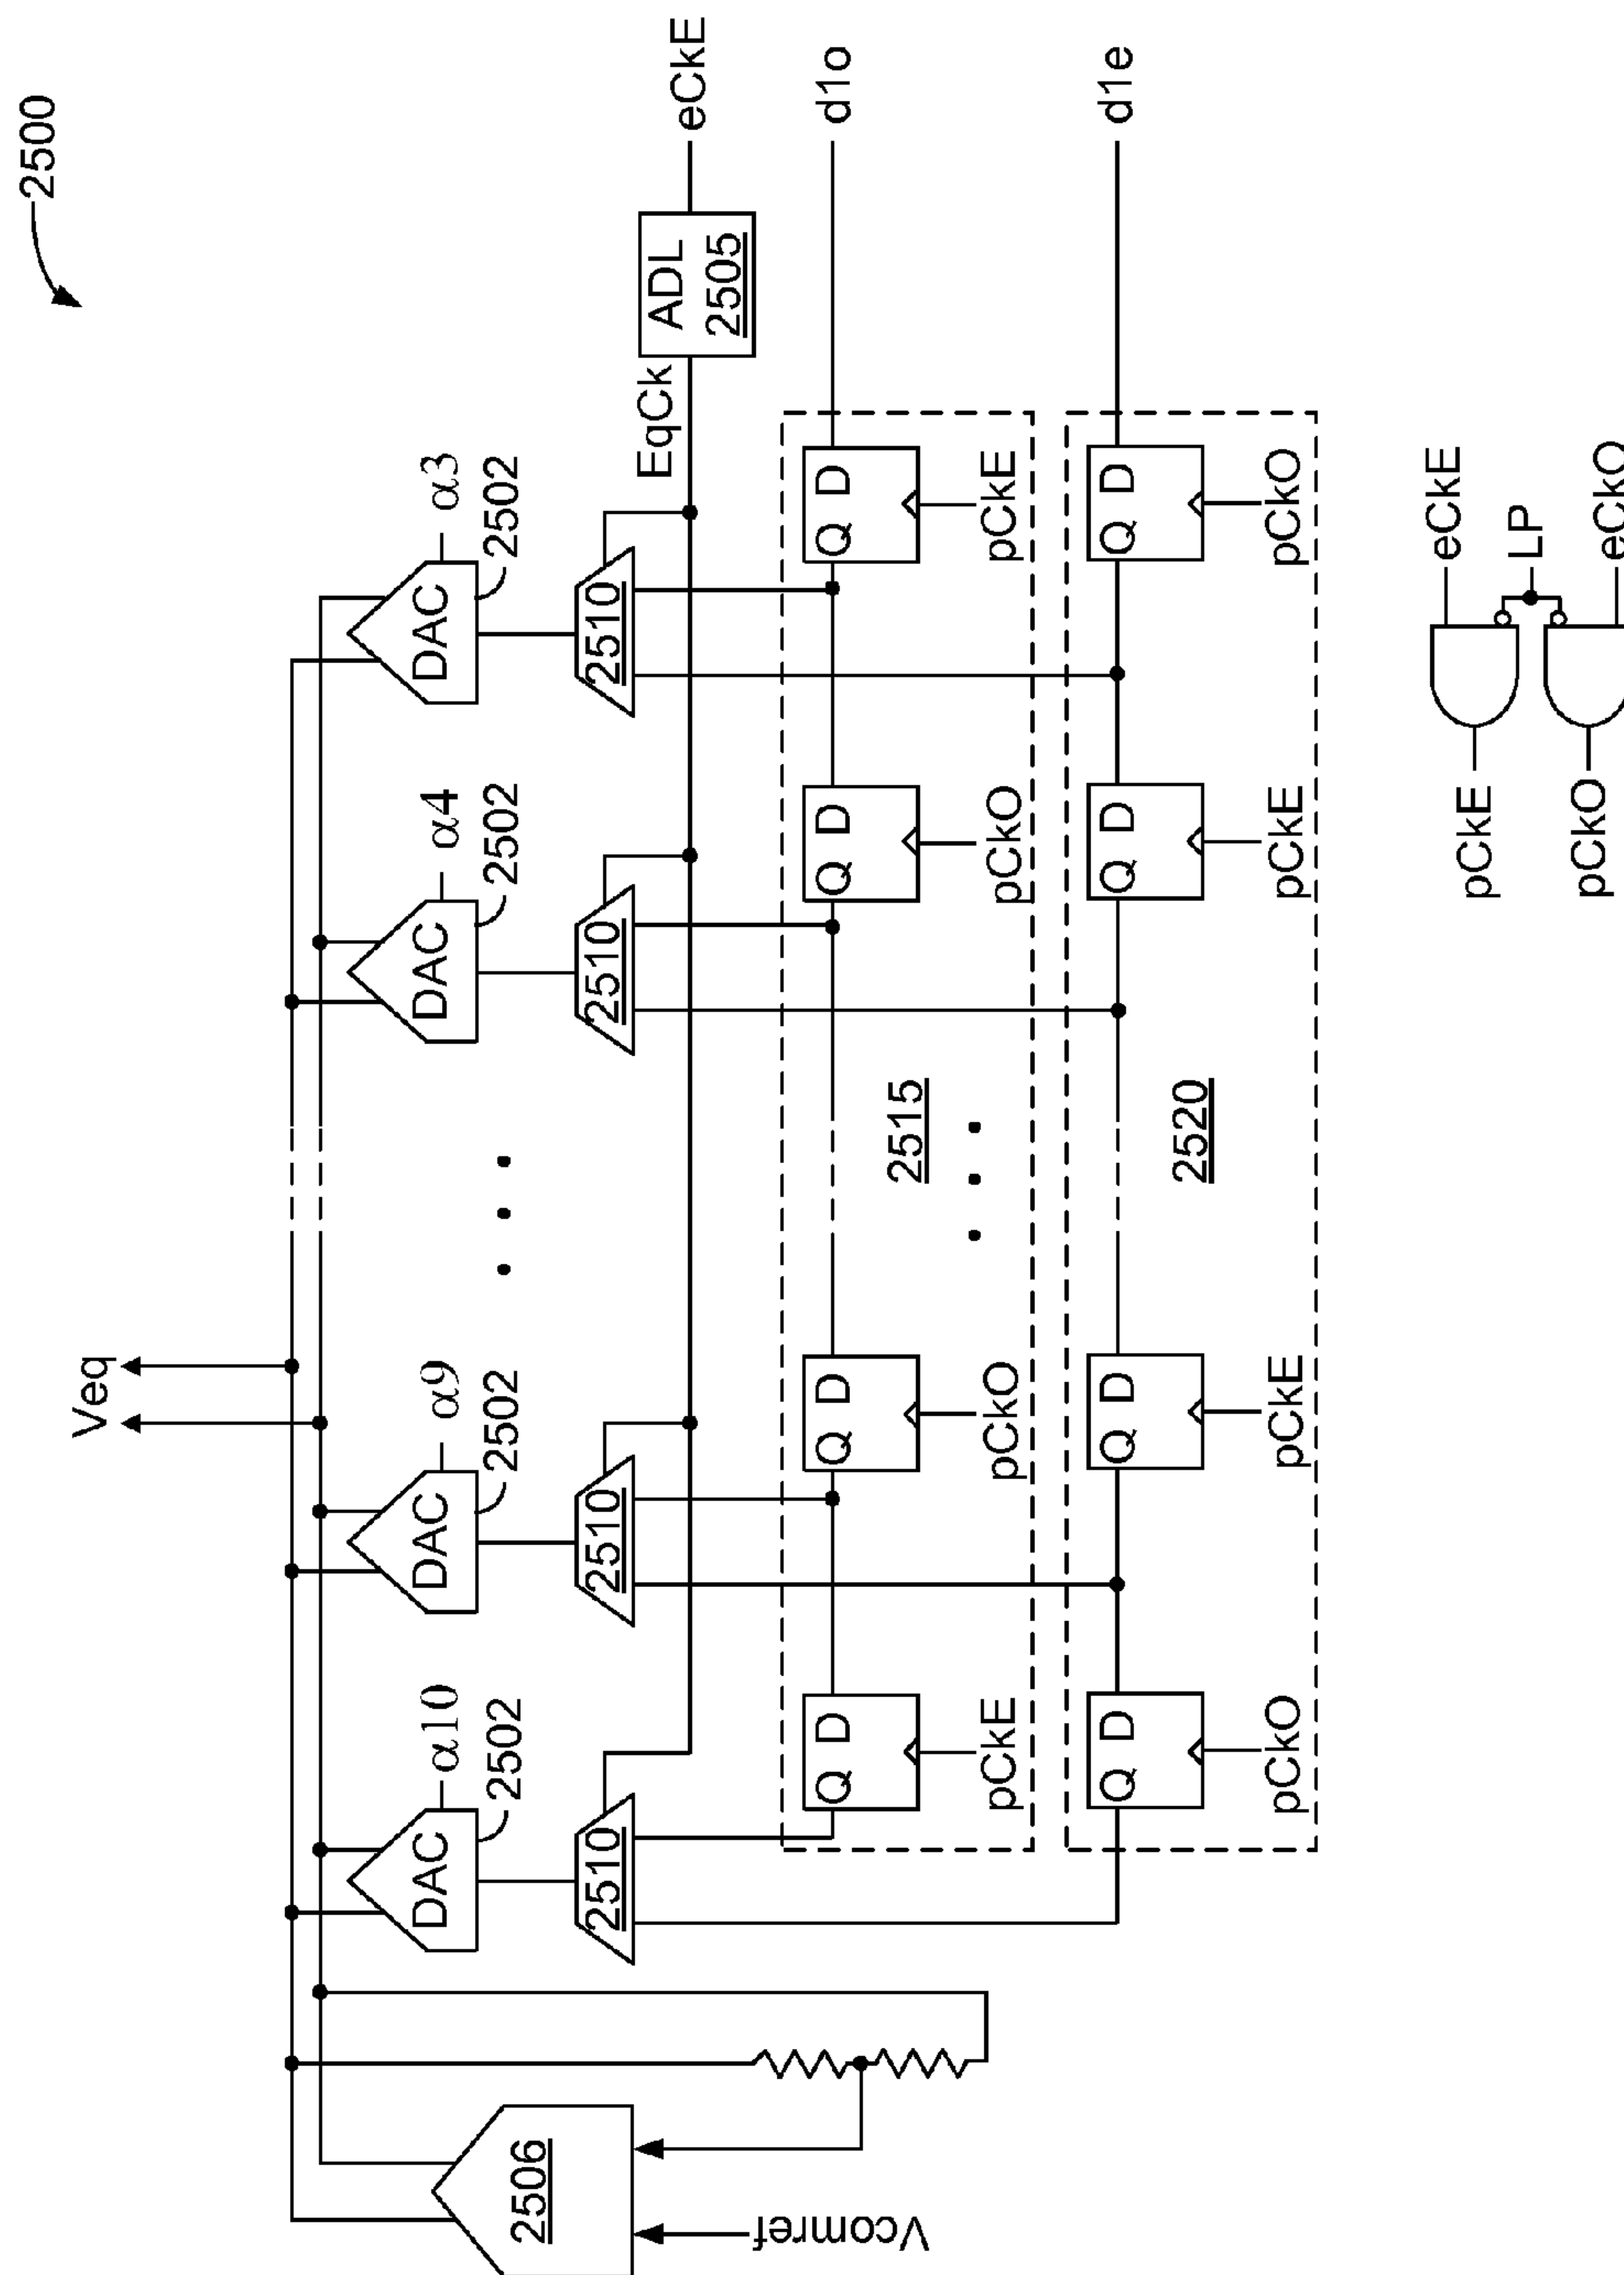 2500
Veq
α10
α9
α4
α3
DAC
DAC
DAC
DAC
2502
2502
2502
2502
2506
Vcomref
2510
2510
2510
2510
EqCk
ADL
2505
eCkE
Q D
Q D
Q D
Q D
d1o
pCkE
pCkO
2515
pCkO
pCkE
Q D
Q D
Q D
Q D
d1e
pCkO
pCkE
2520
pCkE
pCkO
pCkE
eCkE
LP
pCkO
eCkO